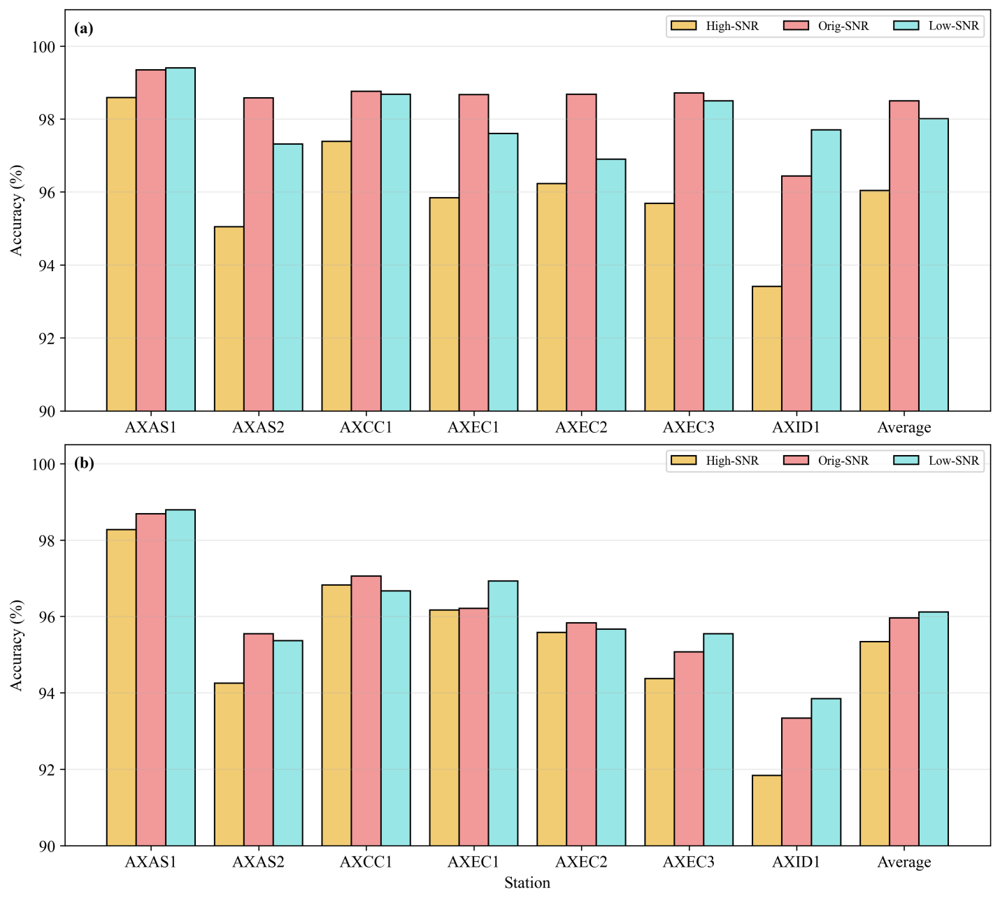 (a)
High-SNR Orig-SNR Low-SNR
100
98
96
94
92
90
Accuracy (%)
AXAS1 AXAS2 AXCC1 AXEC1 AXEC2 AXEC3 AXID1 Average
(b)
High-SNR Orig-SNR Low-SNR
100
98
96
94
92
90
Accuracy (%)
AXAS1 AXAS2 AXCC1 AXEC1 AXEC2 AXEC3 AXID1 Average
Station